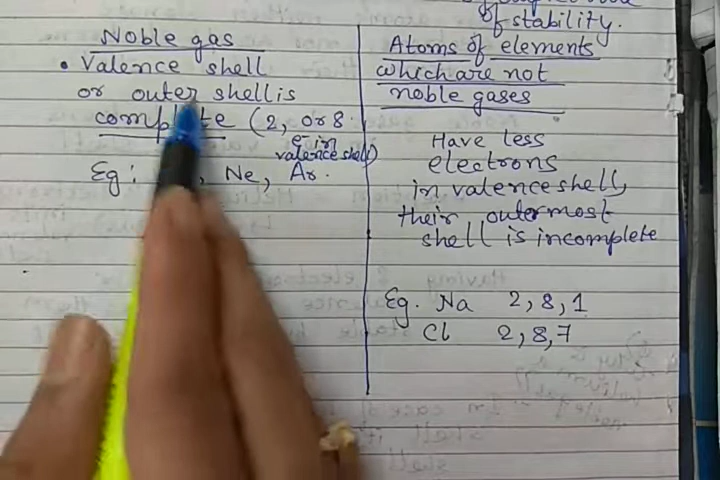 of stability.
Noble gas
• Valence shell
or outer shell is
complete (2, or 8
e- in
valence shell)
Eg: , Ne, Ar.
Atoms of elements
which are not
noble gases
Have less
electrons
in valence shell,
their outermost
shell is incomplete
Eg. Na 2, 8, 1
Cl 2, 8, 7